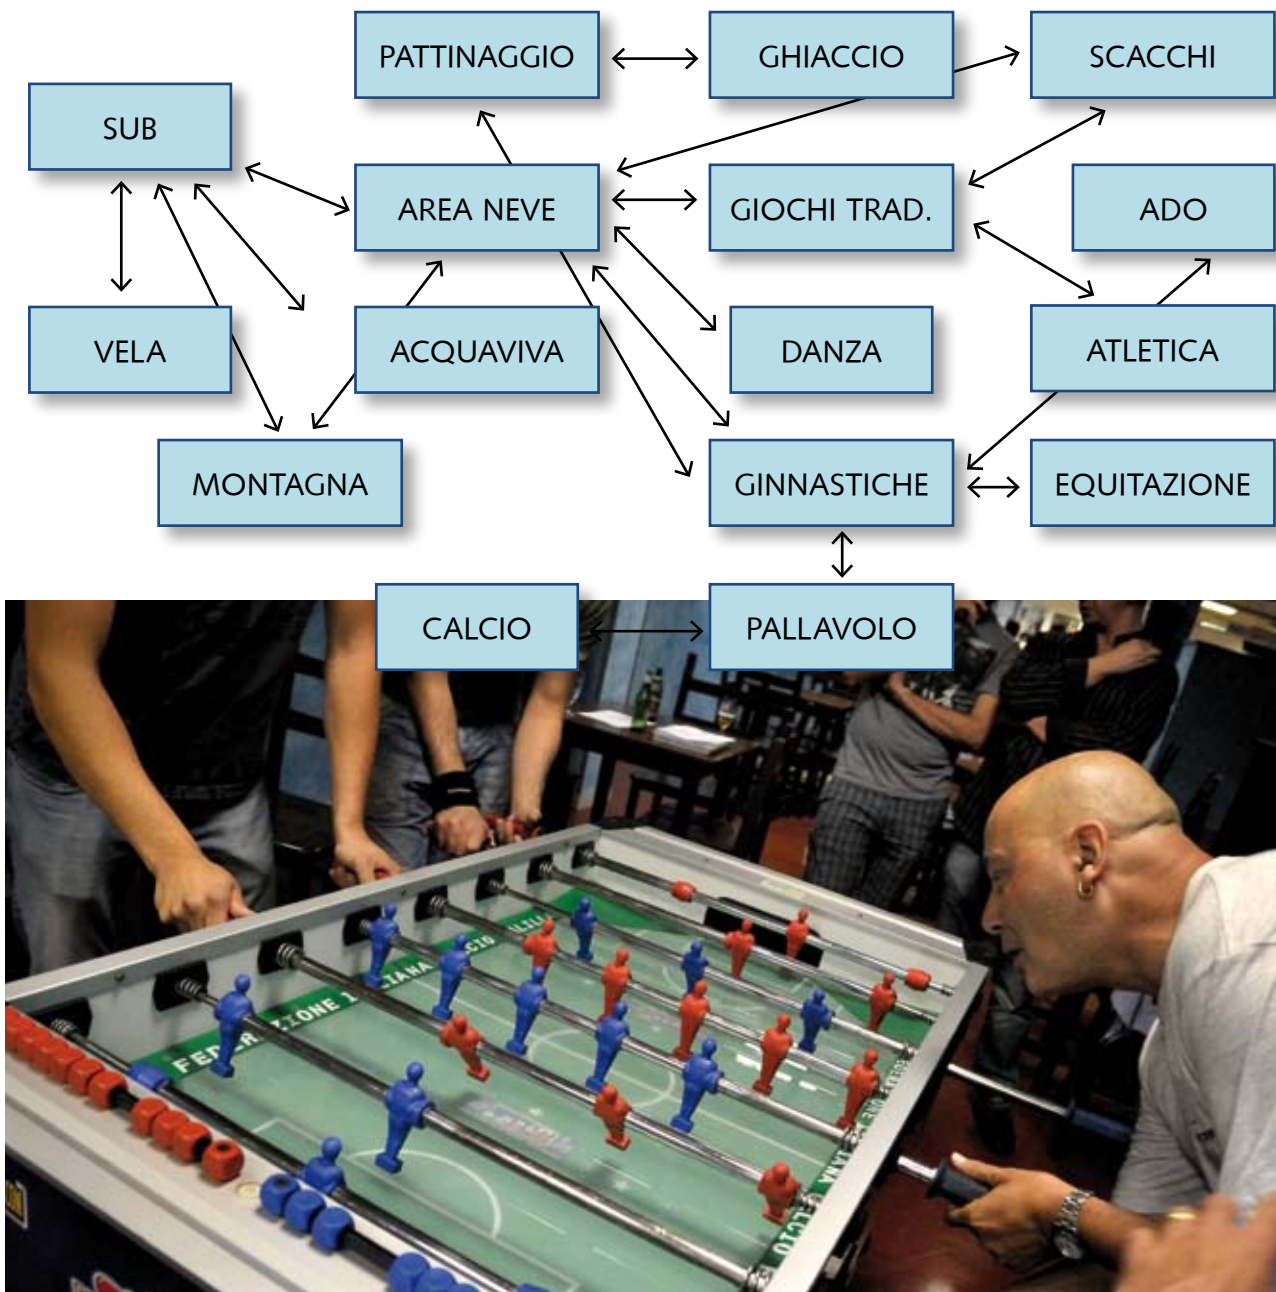 PATTINAGGIO
GHIACCIO
SCACCHI
SUB
AREA NEVE
GIOCHI TRAD.
ADO
VELA
ACQUAVIVA
DANZA
ATLETICA
MONTAGNA
GINNASTICHE
EQUITAZIONE
CALCIO
PALLAVOLO